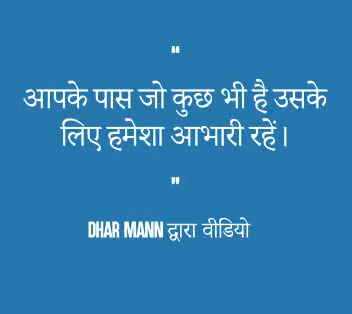 "
आपके पास जो कुछ भी है उसके
लिए हमेशा आभारी रहें।
"
DHAR MANN द्वारा वीडियो